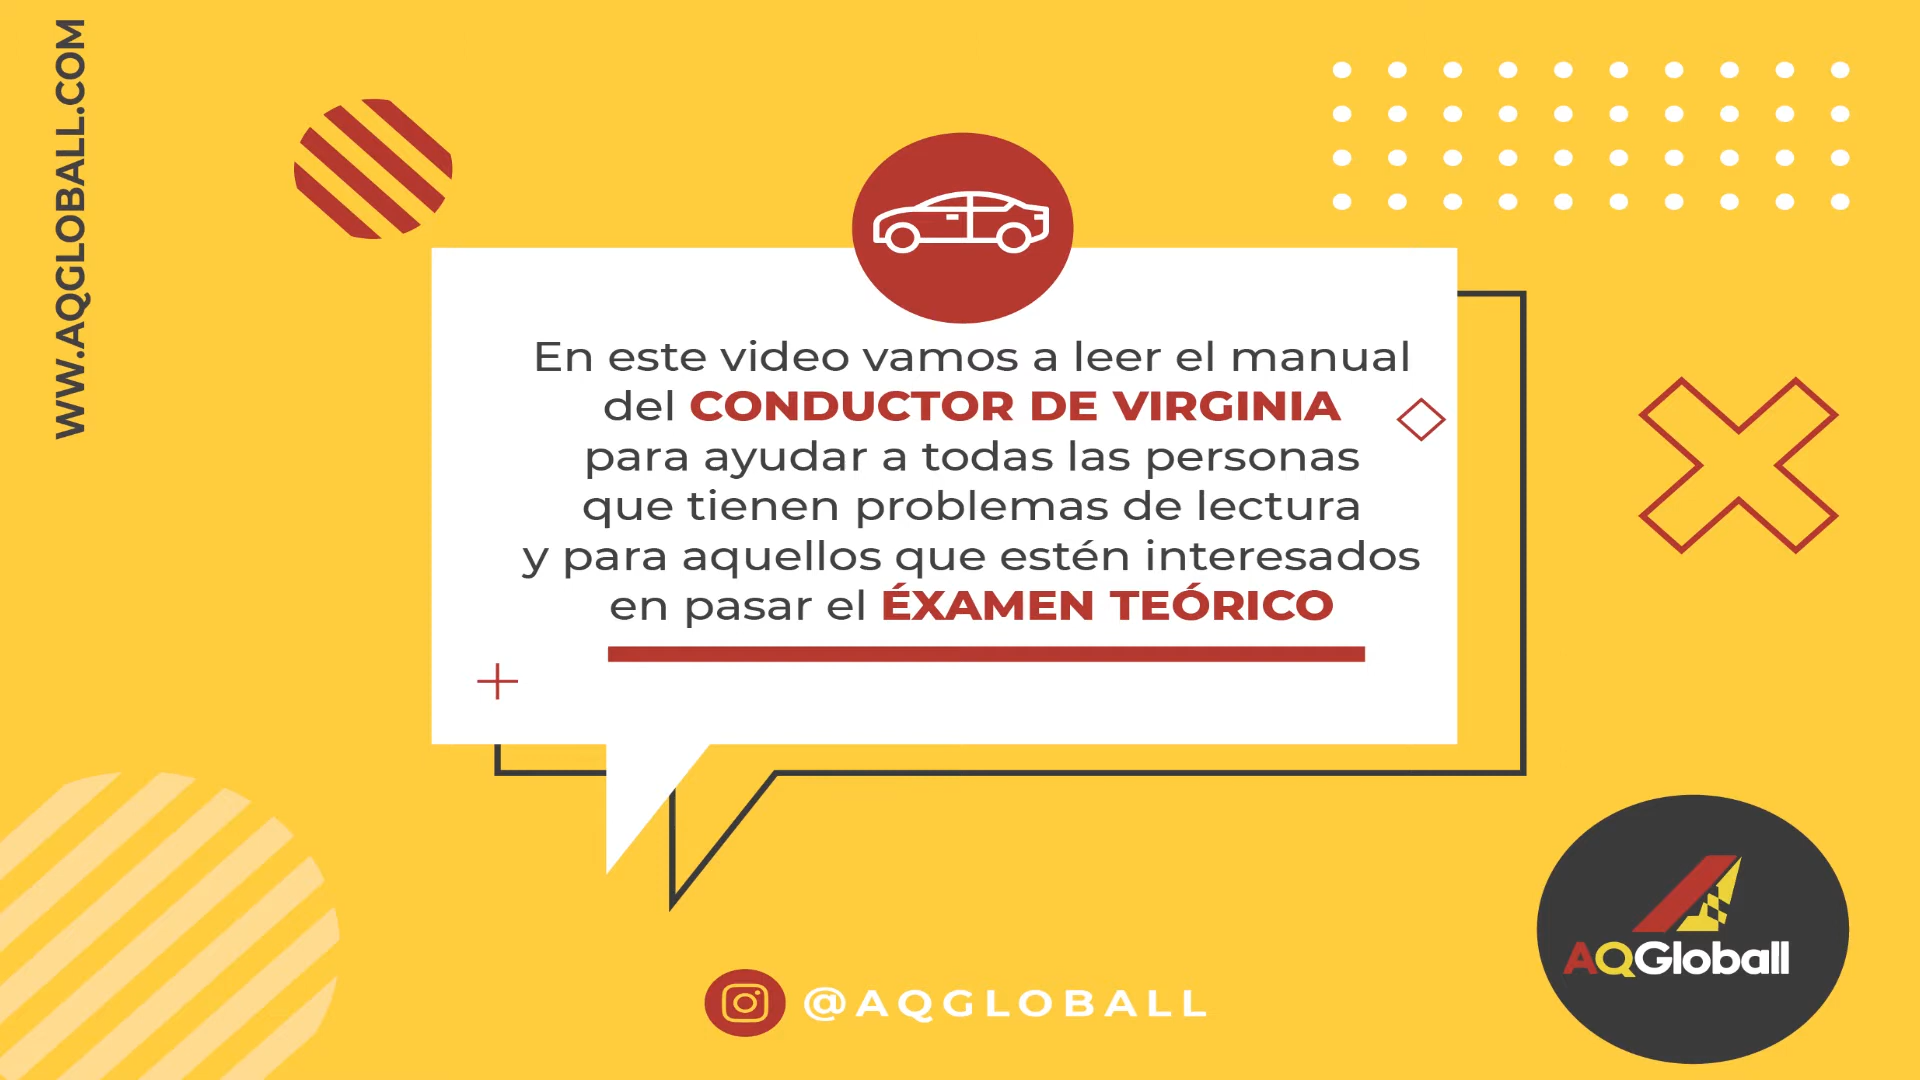 WWW.AQGLOBALL.COM
En este video vamos a leer el manual
del CONDUCTOR DE VIRGINIA
para ayudar a todas las personas
que tienen problemas de lectura
y para aquellos que estén interesados
en pasar el ÉXAMEN TEÓRICO
AQGloball
@AQGLOBALL